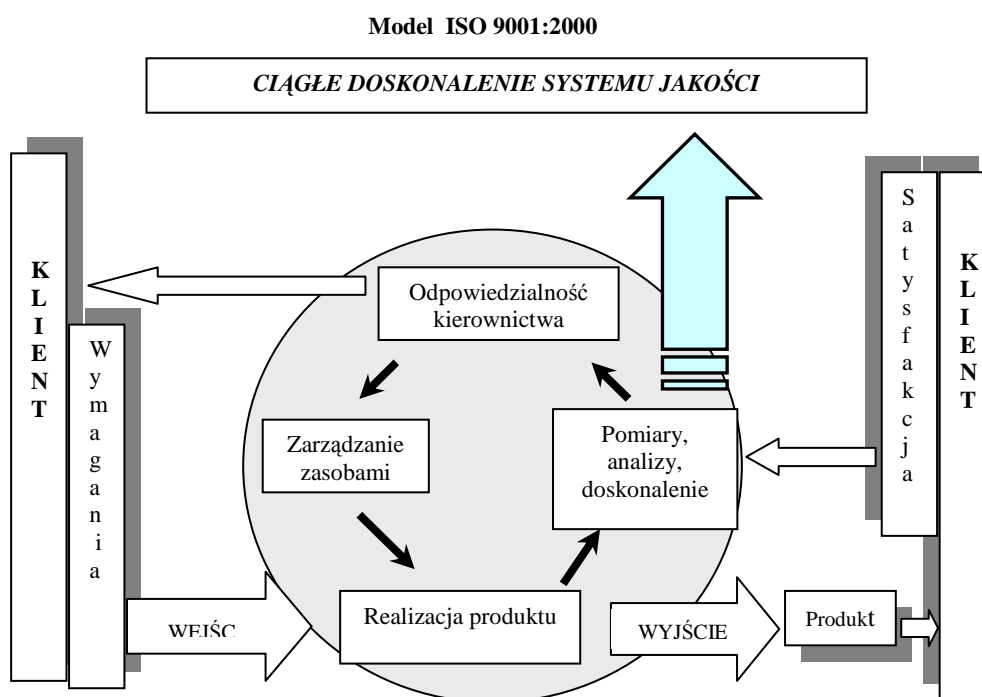 Model ISO 9001:2000
CIĄGŁE DOSKONALENIE SYSTEMU JAKOŚCI
KLIENT
Wymagania
Odpowiedzialność
kierownictwa
Zarządzanie
zasobami
Pomiary,
analizy,
doskonalenie
Realizacja produktu
WEJŚC
WYJŚCIE
Produkt
Satysfakcja
KLIENT